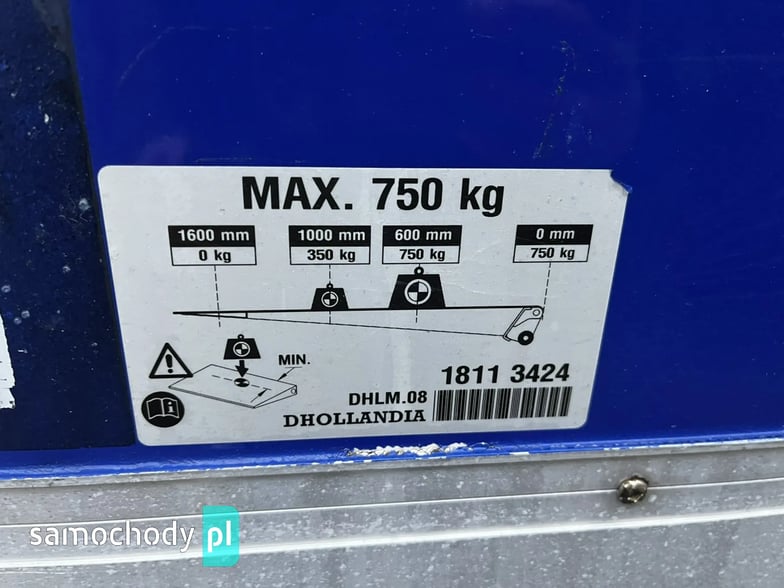 MAX. 750 kg
1600 mm 1000 mm 600 mm 0 mm
0 kg 350 kg 750 kg 750 kg
MIN.
1811 3424
DHLM.08
DHOLLANDIA
samochody pl